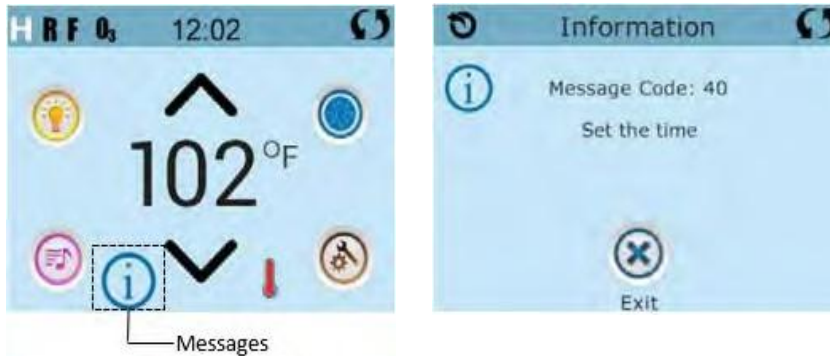 H R F O₃ 12:02
102°F
i
Messages
Information
i
Message Code: 40
Set the time
Exit